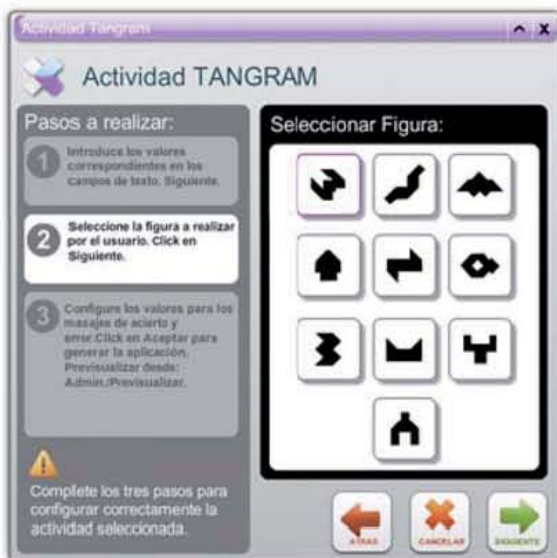 Actividad Tangram
X
Actividad TANGRAM
Pasos a realizar:
1
Introduce los valores
correspondientes en los
campos de texto. Siguiente.
2
Seleccione la figura a realizar
por el usuario. Click en
Siguiente.
3
Configure los valores para los
masajes de acierto y
error.Click en Aceptar para
generar la aplicación.
Previsualizar desde:
Admin./Previsualizar.
Complete los tres pasos para
configurar correctamente la
actividad seleccionada.
Seleccionar Figura:
ATRAS
CANCELAR
SIGUIENTE